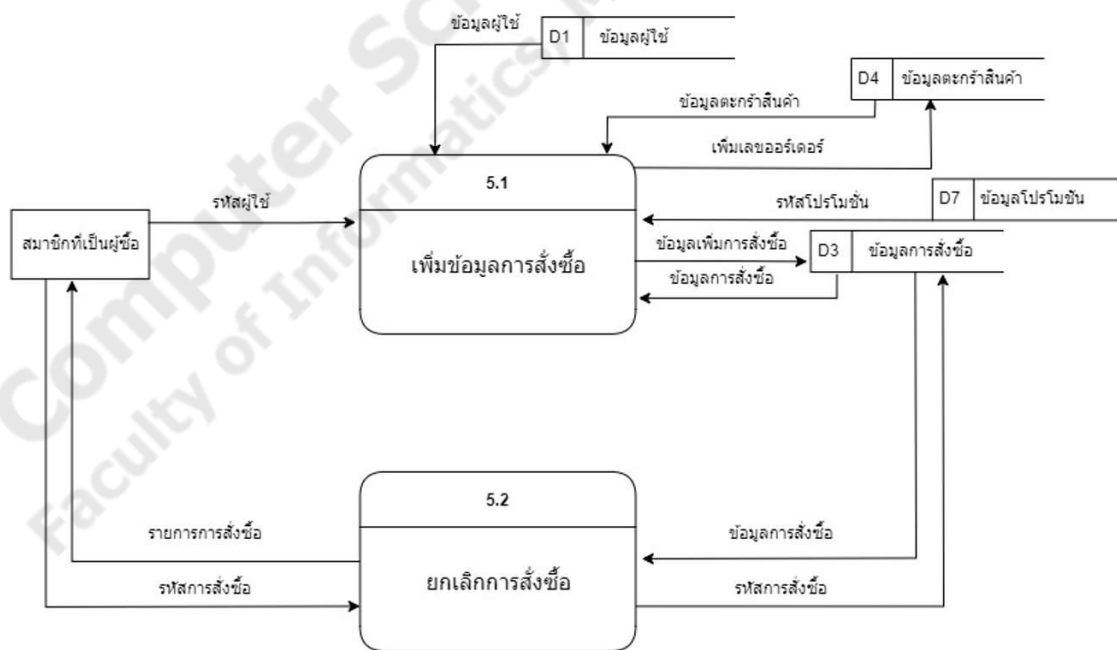 ข้อมูลผู้ใช้
D1 ข้อมูลผู้ใช้
D4 ข้อมูลตะกร้าสินค้า
ข้อมูลตะกร้าสินค้า
เพิ่มเลขออร์เดอร์
5.1
เพิ่มข้อมูลการสั่งซื้อ
รหัสผู้ใช้
สมาชิกที่เป็นผู้ซื้อ
รหัสโปรโมชั่น
D7 ข้อมูลโปรโมชัน
ข้อมูลเพิ่มการสั่งซื้อ
D3 ข้อมูลการสั่งซื้อ
ข้อมูลการสั่งซื้อ
5.2
ยกเลิกการสั่งซื้อ
รายการการสั่งซื้อ
รหัสการสั่งซื้อ
ข้อมูลการสั่งซื้อ
รหัสการสั่งซื้อ
Computer
Faculty of Informatics,